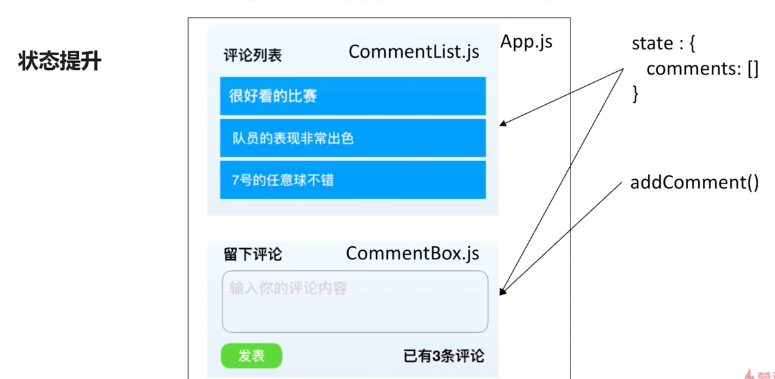 状态提升
评论列表
CommentList.js
App.js
state : {
comments: []
}
很好看的比赛
队员的表现非常出色
7号的任意球不错
addComment()
留下评论
CommentBox.js
输入你的评论内容
发表
已有3条评论